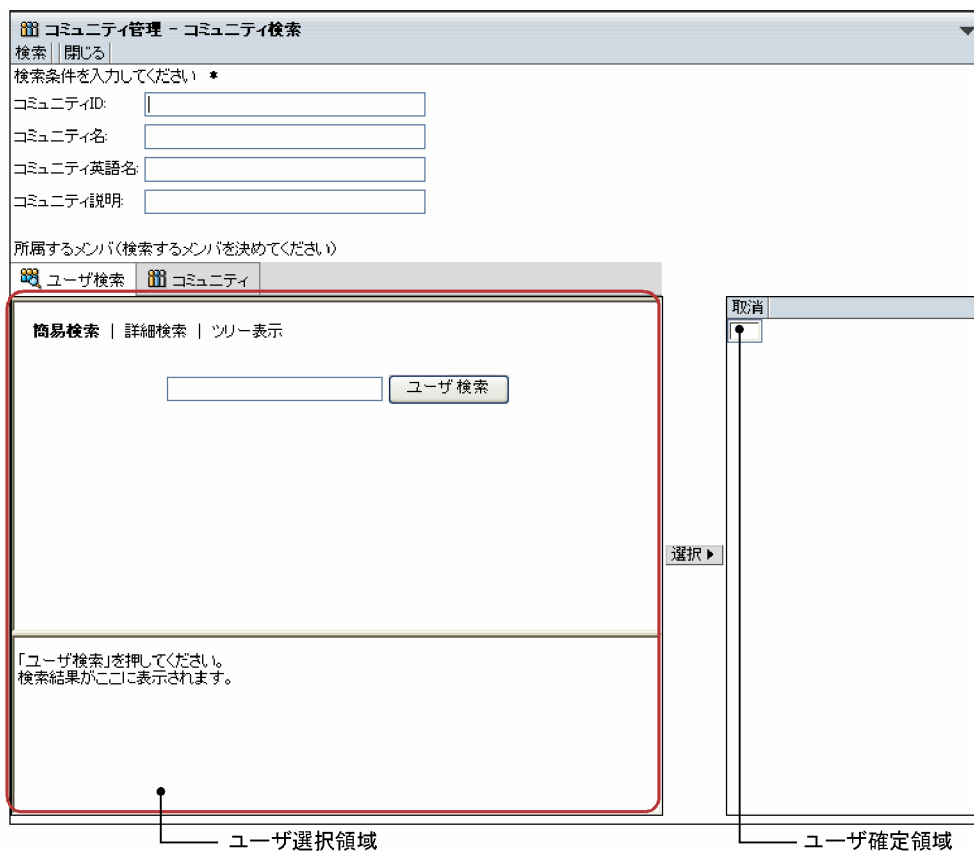 コミュニティ管理 - コミュニティ検索
検索 閉じる
検索条件を入力してください *
コミュニティID:
コミュニティ名:
コミュニティ英語名:
コミュニティ説明:
所属するメンバ(検索するメンバを決めてください)
ユーザ検索 コミュニティ
簡易検索 | 詳細検索 | ツリー表示
ユーザ検索
取消
選択
「ユーザ検索」を押してください。
検索結果がここに表示されます。
ユーザ選択領域
ユーザ確定領域